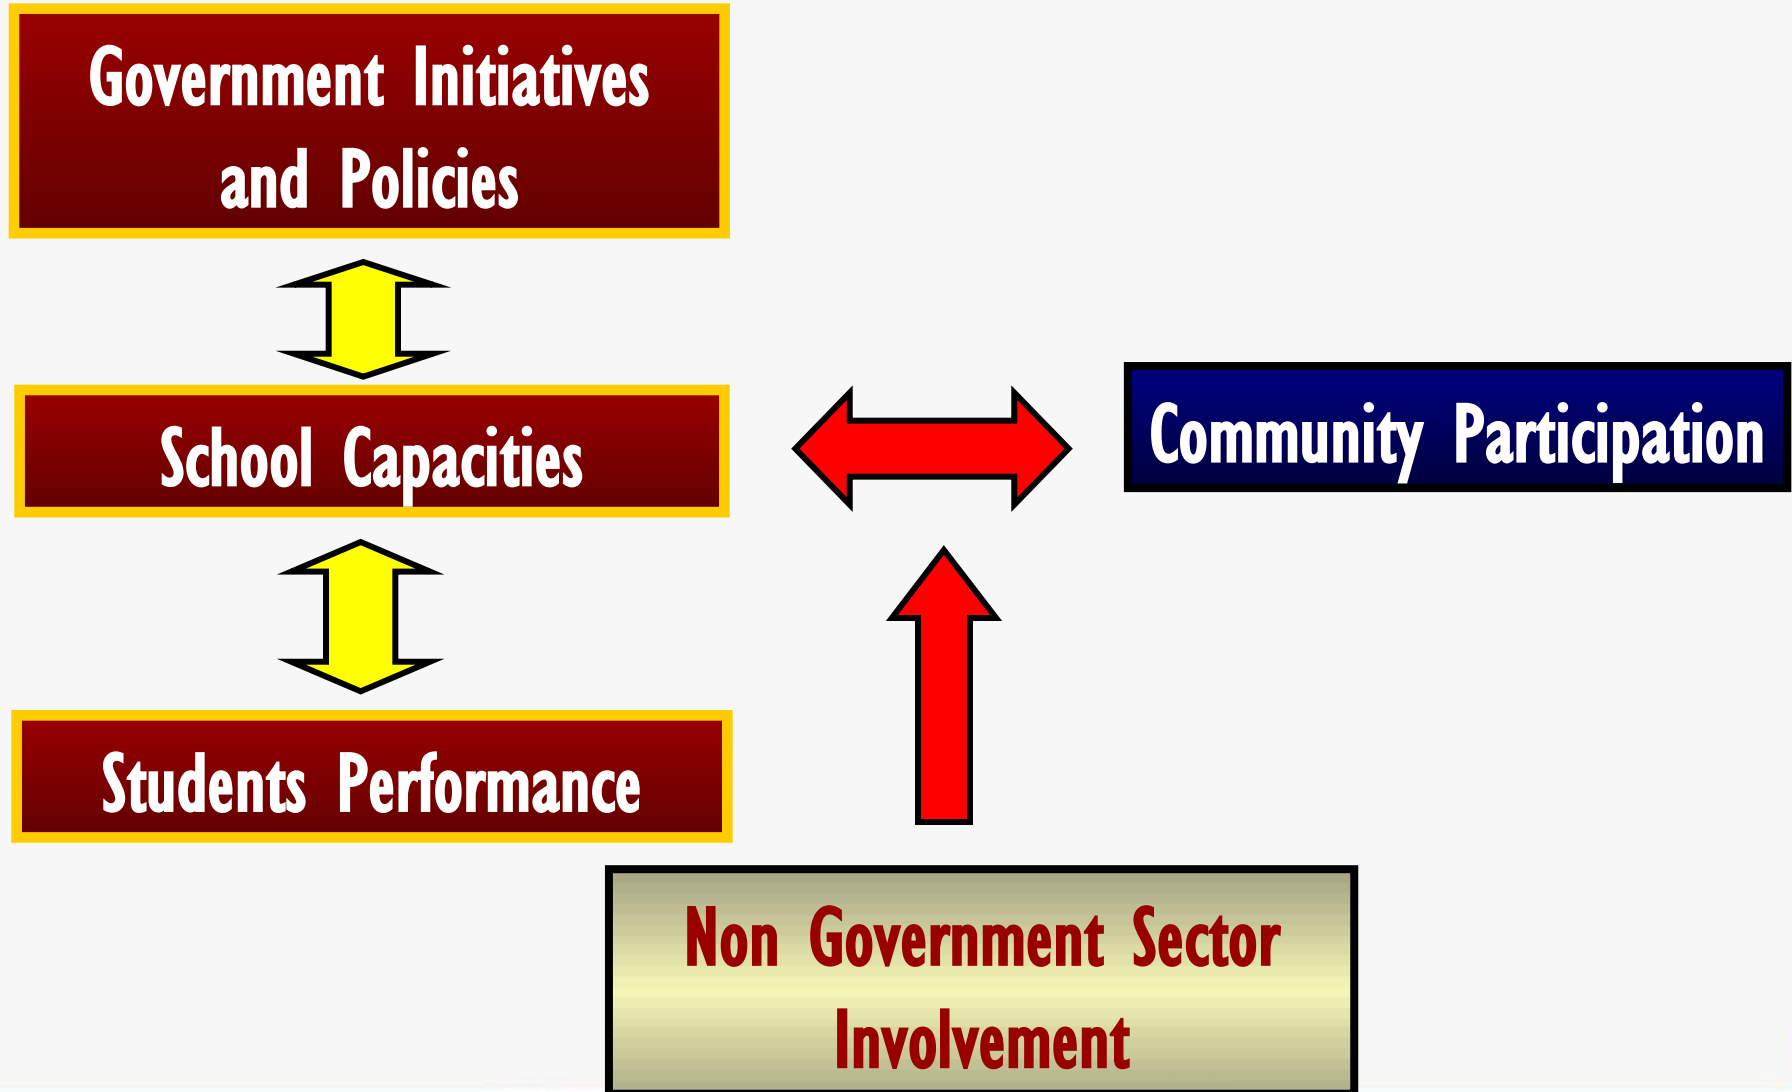 Government Initiatives
and Policies
School Capacities
Community Participation
Students Performance
Non Government Sector
Involvement